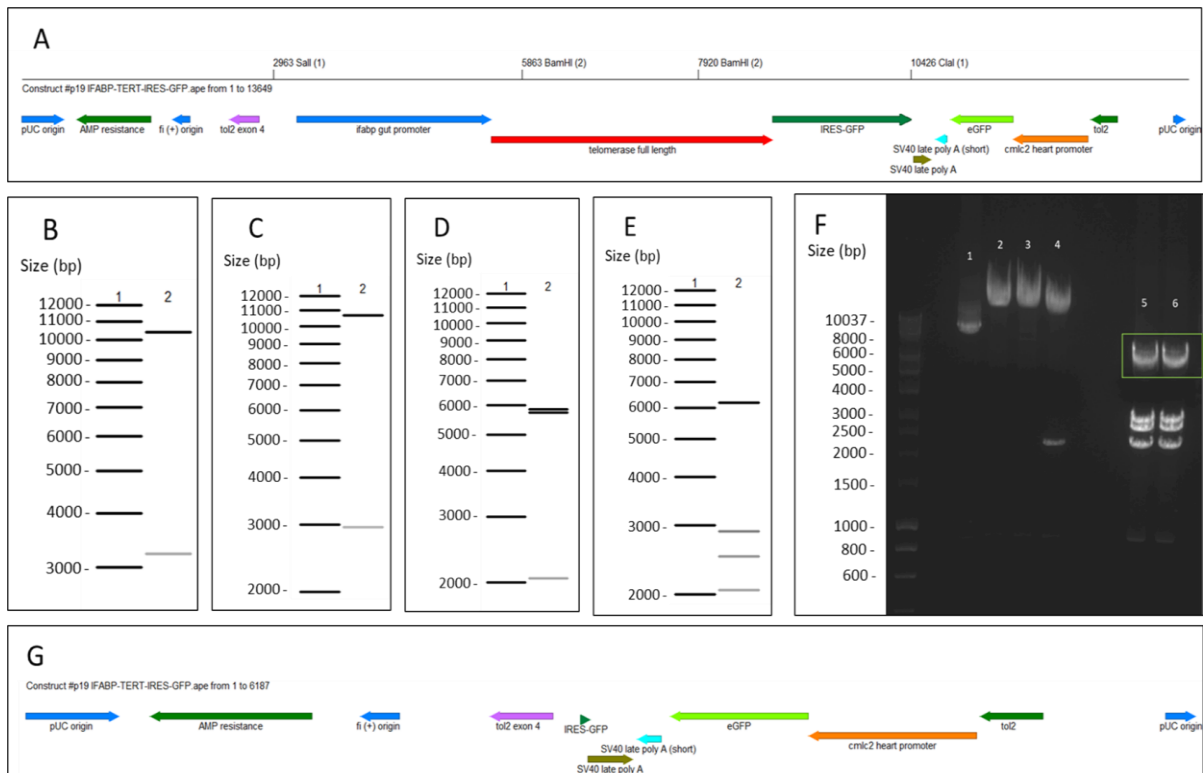 A
2963 SalI (1) 5863 BamHI (2) 7920 BamHI (2) 10426 ClaI (1)
Construct #p19 IFABP-TERT-IRES-GFP.ape from 1 to 13649
pUC origin AMP resistance fi (+) origin tol2 exon 4 ifabp gut promoter IRES-GFP eGFP tol2 pUC origin
telomerase full length SV40 late poly A (short) cmlc2 heart promoter
SV40 late poly A
B
Size (bp)
1 2
12000 -
11000 -
10000 -
9000 -
8000 -
7000 -
6000 -
5000 -
4000 -
3000 -
C
Size (bp)
1 2
12000 -
11000 -
10000 -
9000 -
8000 -
7000 -
6000 -
5000 -
4000 -
3000 -
2000 -
D
Size (bp)
1 2
12000 -
11000 -
10000 -
9000 -
8000 -
7000 -
6000 -
5000 -
4000 -
3000 -
2000 -
E
Size (bp)
1 2
12000 -
11000 -
10000 -
9000 -
8000 -
7000 -
6000 -
5000 -
4000 -
3000 -
2000 -
F
Size (bp)
1 2 3 4 5 6
10037 -
8000 -
6000 -
5000 -
4000 -
3000 -
2500 -
2000 -
1500 -
1000 -
800 -
600 -
G
Construct #p19 IFABP-TERT-IRES-GFP.ape from 1 to 6187
pUC origin AMP resistance fi (+) origin tol2 exon 4 IRES-GFP eGFP tol2 pUC origin
SV40 late poly A (short) cmlc2 heart promoter
SV40 late poly A